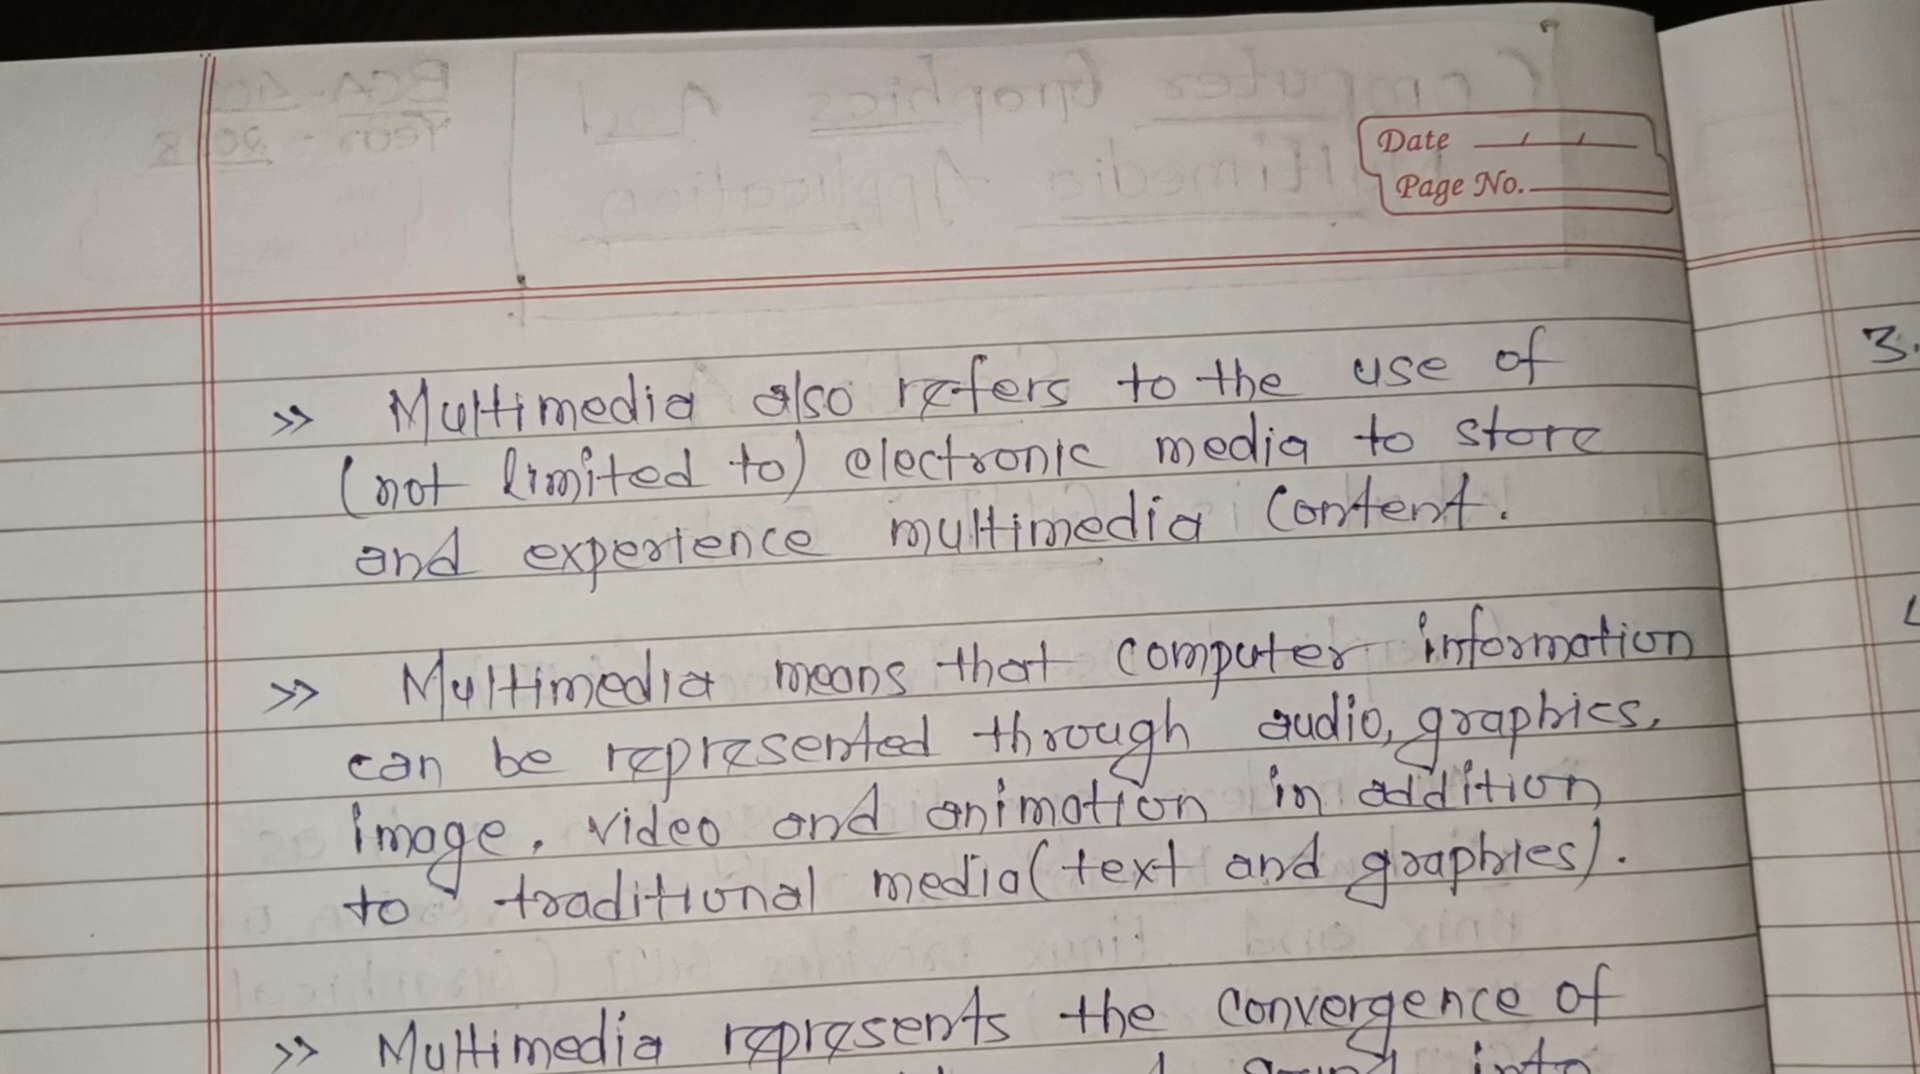 Date
Page No.
>> Multimedia also refers to the use of
(not limited to) electronic media to store
and experience multimedia content.
>> Multimedia means that computer information
can be represented through audio, graphics,
image, video and animation in addition
to traditional media (text and graphics).
>> Multimedia represents the convergence of
into
3.